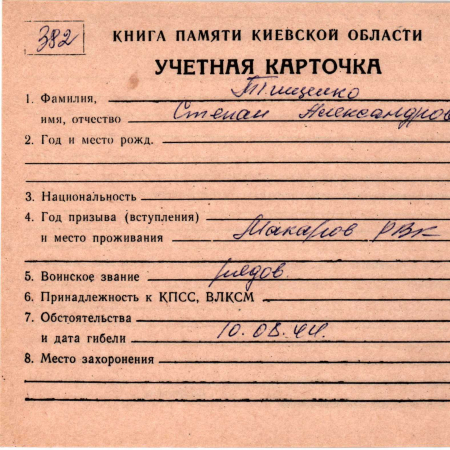 382
КНИГА ПАМЯТИ КИЕВСКОЙ ОБЛАСТИ
УЧЕТНАЯ КАРТОЧКА
1. Фамилия, Тищенко
имя, отчество Степан Александров
2. Год и место рожд.
3. Национальность
4. Год призыва (вступления)
и место проживания Макаров РВК
5. Воинское звание рядов.
6. Принадлежность к КПСС, ВЛКСМ
7. Обстоятельства
и дата гибели 10.08.44.
8. Место захоронения